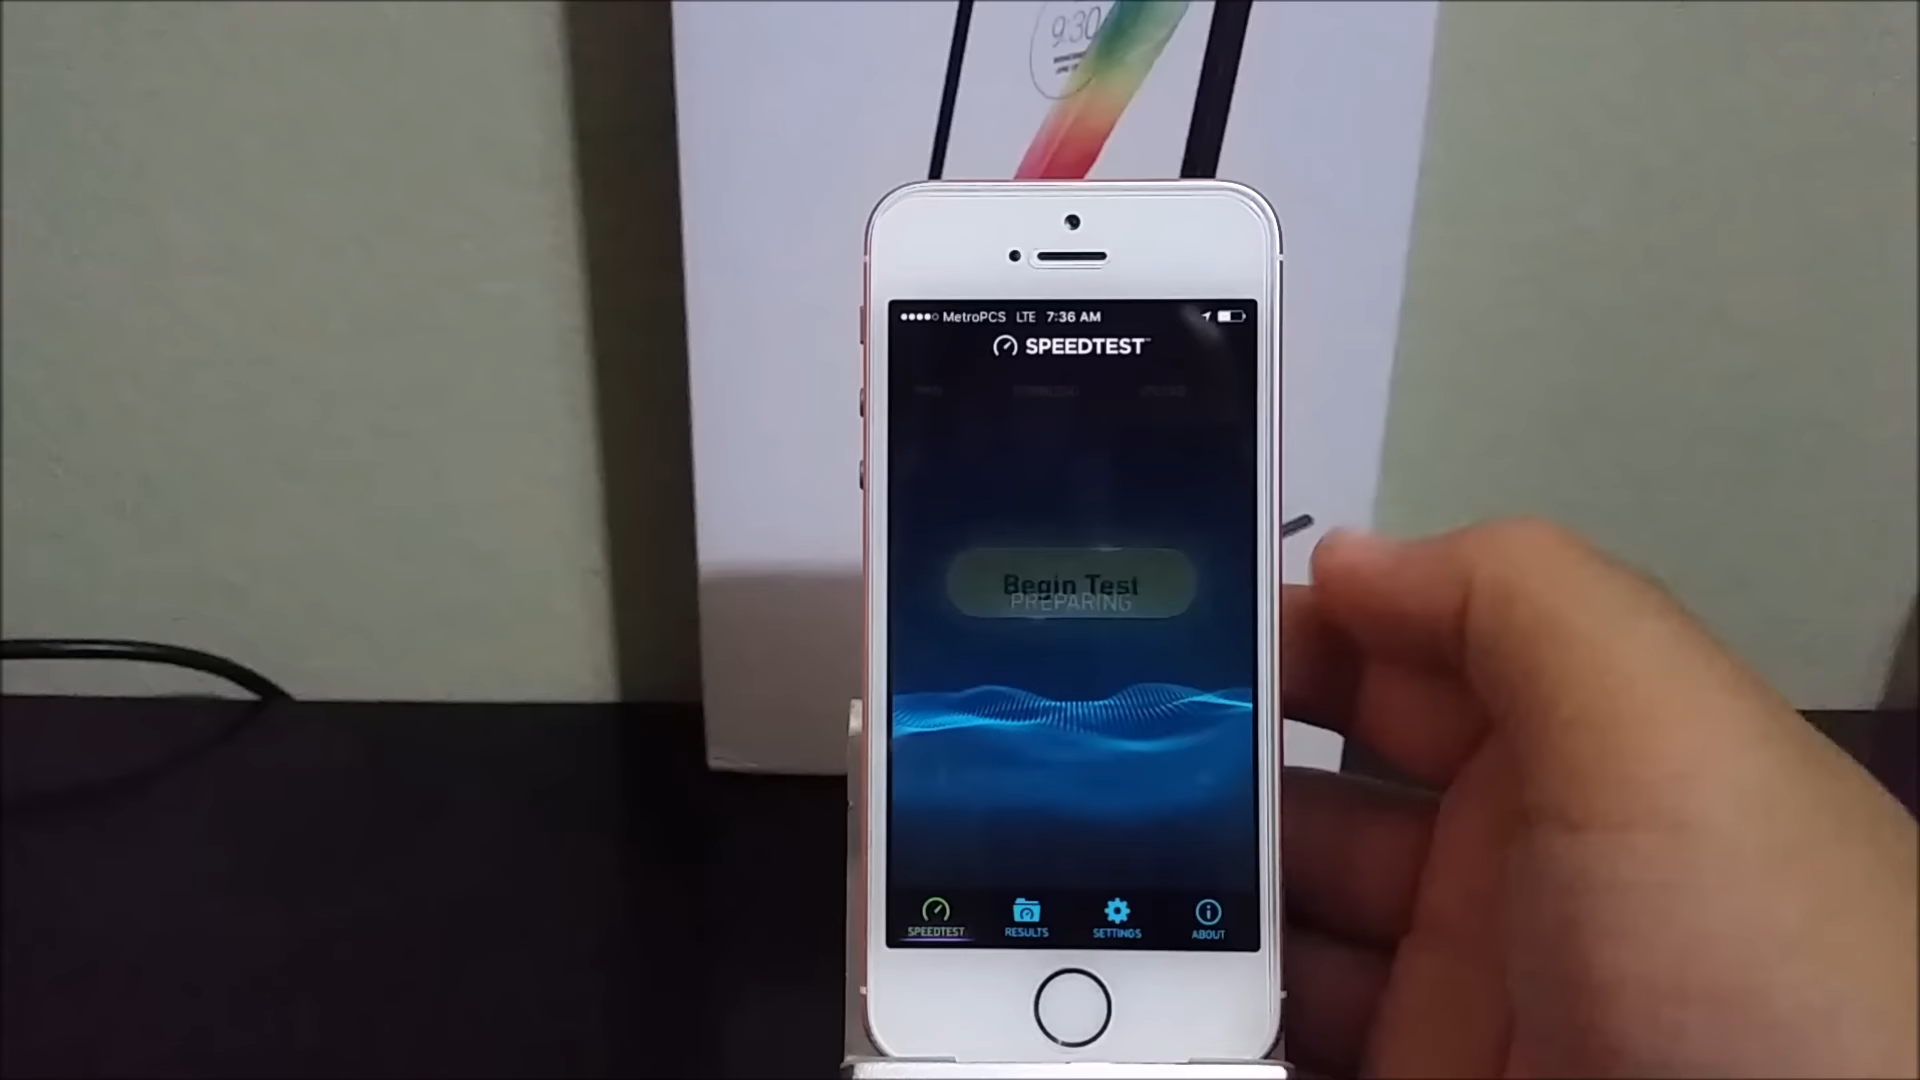 9:30
MetroPCS LTE 7:36 AM
SPEEDTEST
Begin Test
PREPARING
SPEEDTEST RESULTS SETTINGS ABOUT